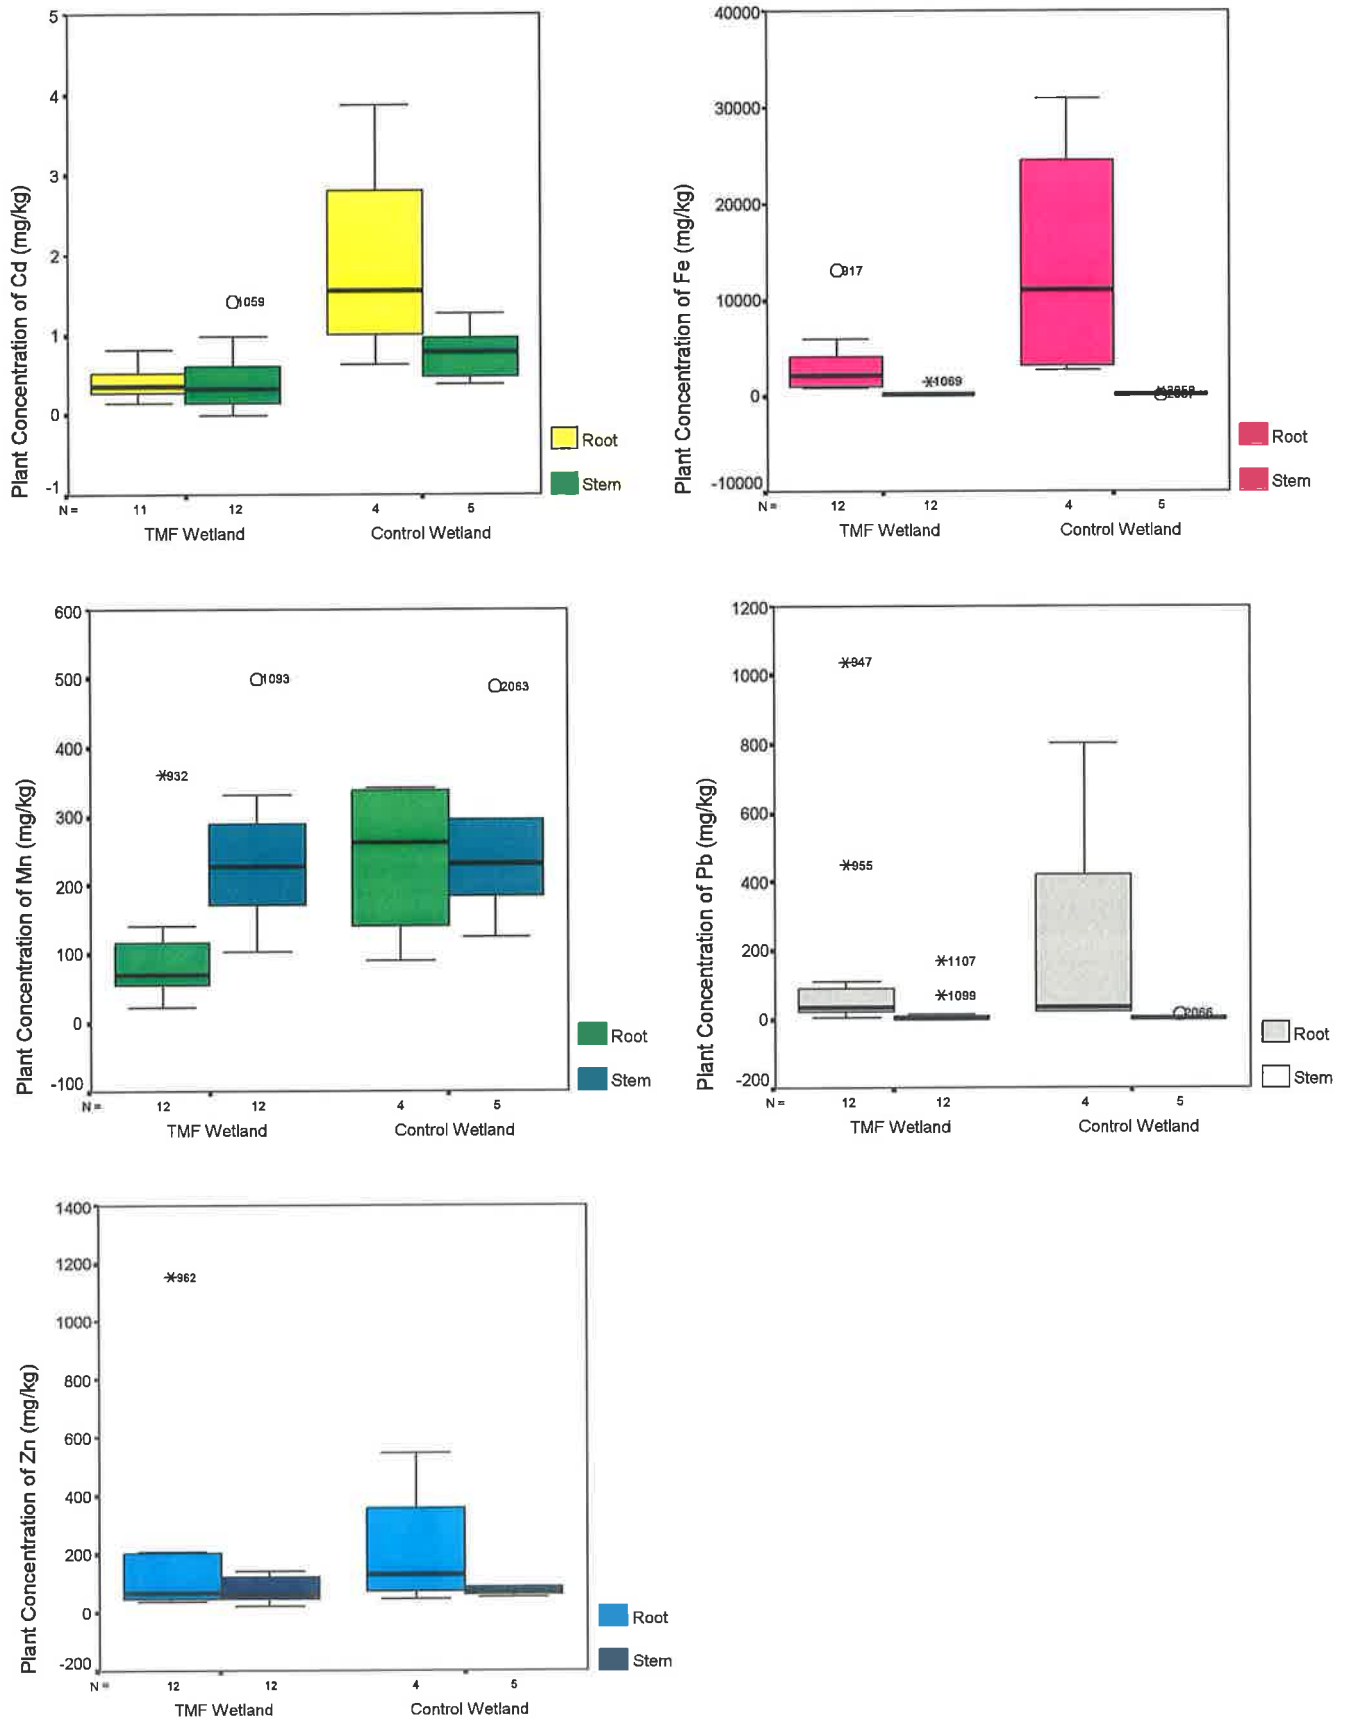 Plant Concentration of Cd (mg/kg)
5
4
3
2
1
0
-1
1059
N =
11
12
4
5
TMF Wetland
Control Wetland
Root
Stem
Plant Concentration of Fe (mg/kg)
40000
30000
20000
10000
0
-10000
917
1069
N =
12
12
4
5
TMF Wetland
Control Wetland
Root
Stem
Plant Concentration of Mn (mg/kg)
600
500
400
300
200
100
0
-100
932
1093
2063
N =
12
12
4
5
TMF Wetland
Control Wetland
Root
Stem
Plant Concentration of Pb (mg/kg)
1200
1000
800
600
400
200
0
-200
947
955
1107
1099
2066
N =
12
12
4
5
TMF Wetland
Control Wetland
Root
Stem
Plant Concentration of Zn (mg/kg)
1400
1200
1000
800
600
400
200
0
-200
962
N =
12
12
4
5
TMF Wetland
Control Wetland
Root
Stem